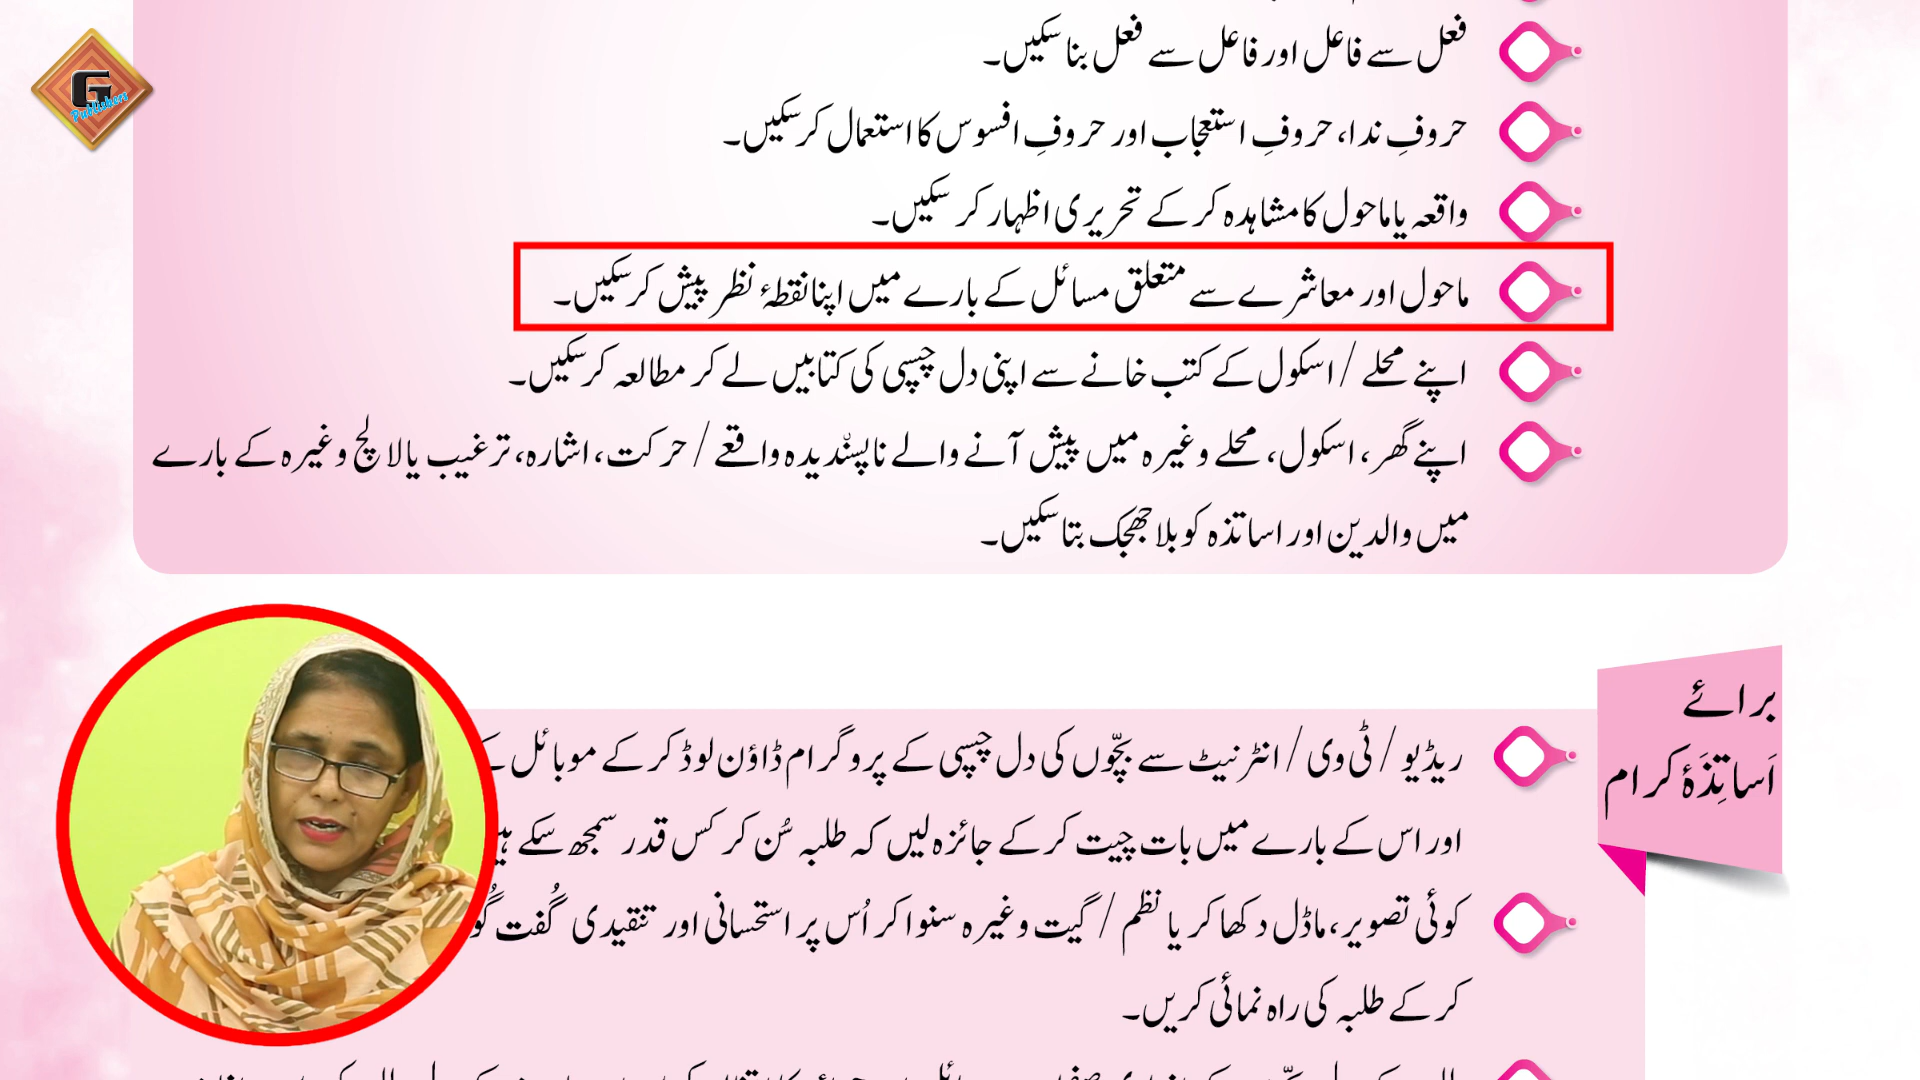 G
Publishers
فعل سے فاعل اور فاعل سے فعل بنا سکیں۔
حروفِ ندا، حروفِ استعجاب اور حروفِ افسوس کا استعمال کر سکیں۔
واقعہ یا ماحول کا مشاہدہ کر کے تحریری اظہار کر سکیں۔
ماحول اور معاشرے سے متعلق مسائل کے بارے میں اپنا نقطۂ نظر پیش کر سکیں۔
اپنے محلے / اسکول کے کتب خانے سے اپنی دل چسپی کی کتابیں لے کر مطالعہ کر سکیں۔
اپنے گھر، اسکول، محلے وغیرہ میں پیش آنے والے ناپسندیدہ واقعے / حرکت، اشارہ، ترغیب یا لالچ وغیرہ کے بارے
میں والدین اور اساتذہ کو بلا جھجک بتا سکیں۔
برائے
اَساتِذَۂ کرام
ریڈیو / ٹی وی / انٹرنیٹ سے بچّوں کی دل چسپی کے پروگرام ڈاؤن لوڈ کر کے موبائل
اور اس کے بارے میں بات چیت کر کے جائزہ لیں کہ طلبہ سُن کر کس قدر سمجھ سکے
کوئی تصویر، ماڈل دکھا کر یا نظم / گیت وغیرہ سنوا کر اُس پر استحسانی اور تنقیدی
کر کے طلبہ کی راہ نمائی کریں۔